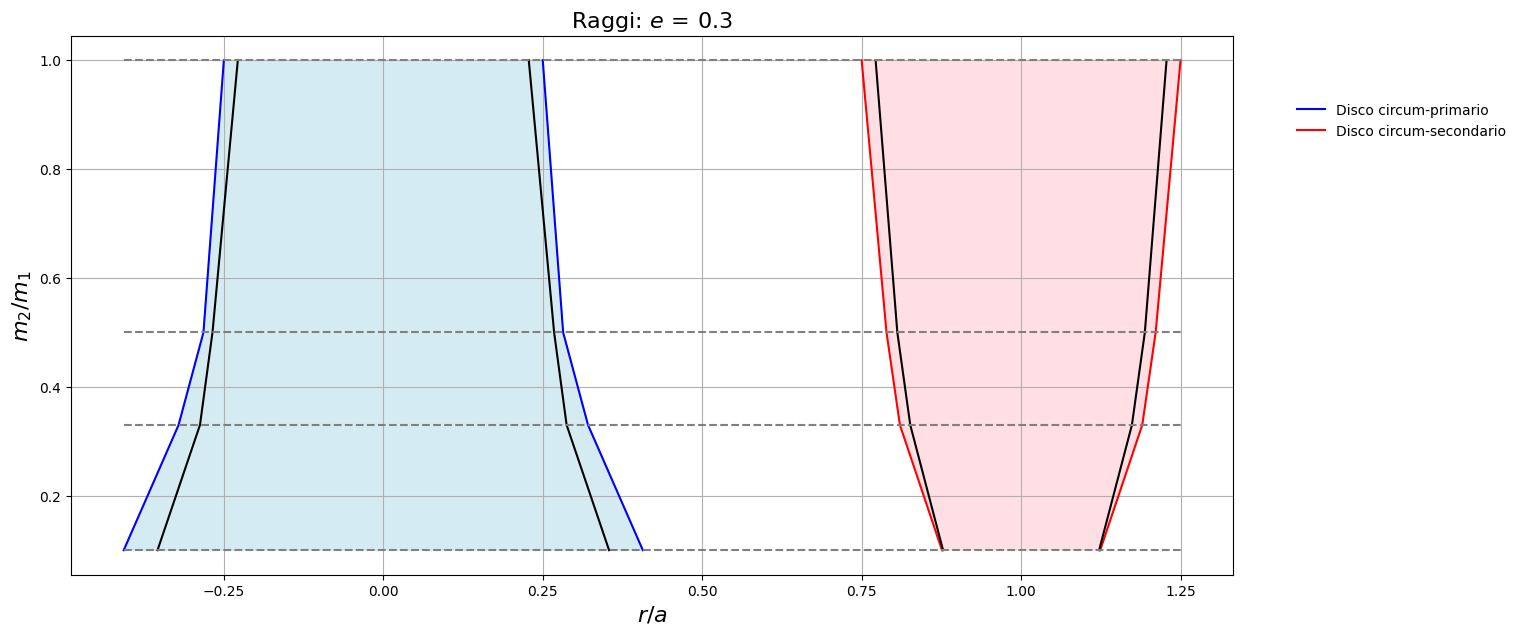 Raggi: e = 0.3
1.0
0.8
0.6
0.4
0.2
m₂/m₁
−0.25
0.00
0.25
0.50
0.75
1.00
1.25
r/a
Disco circum-primario
Disco circum-secondario